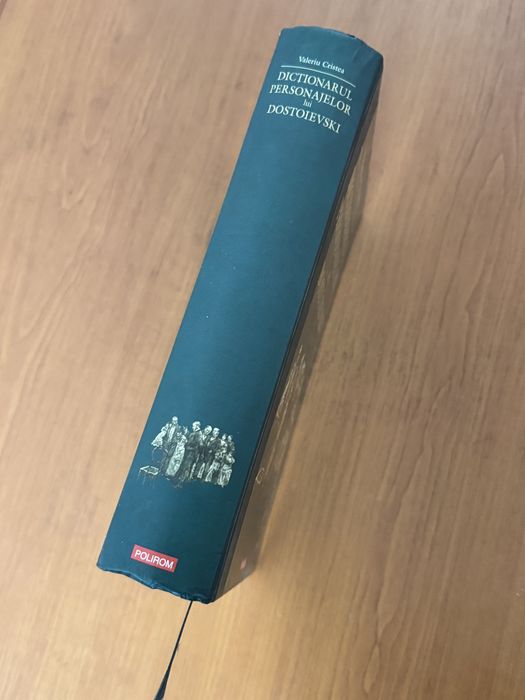 Valeriu Cristea
DICȚIONARUL
PERSONAJELOR
lui
DOSTOIEVSKI
POLIROM